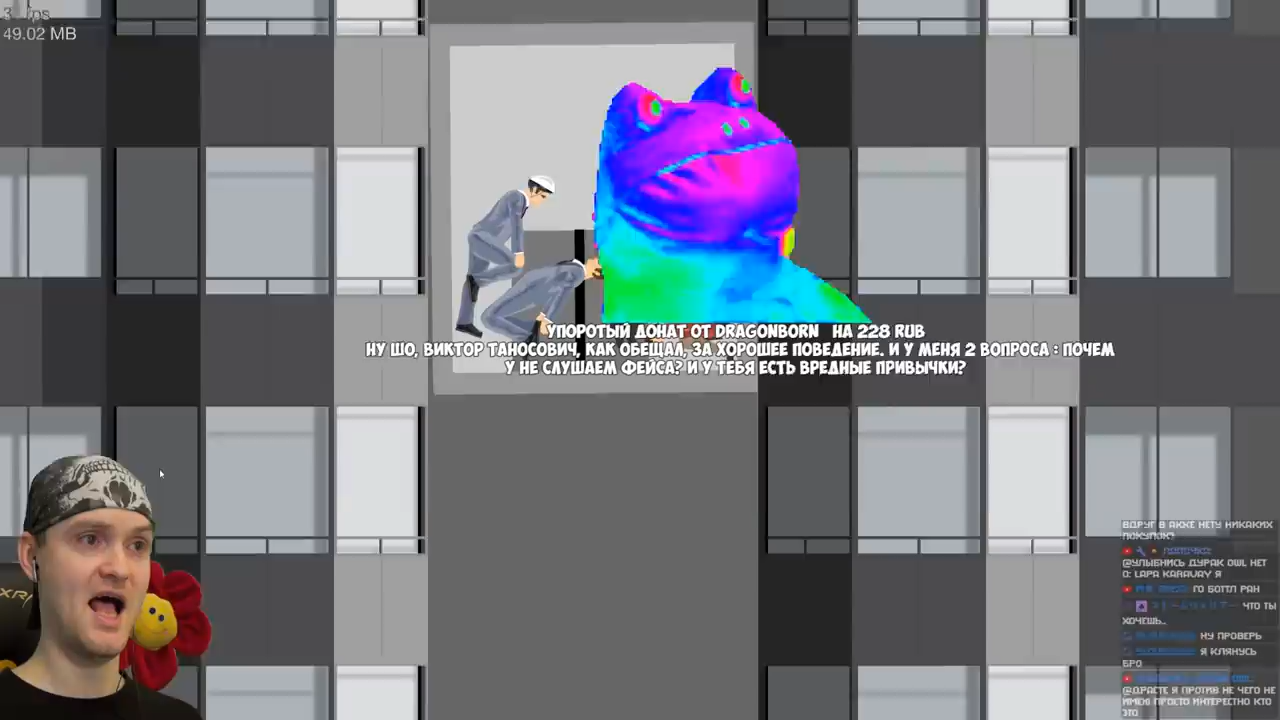 49.02 MB
УПОРОТЫЙ ДОНАТ ОТ DRAGONBORN НА 228 RUB
НУ ШО, ВИКТОР ТАНОСОВИЧ, КАК ОБЕЩАЛ, ЗА ХОРОШЕЕ ПОВЕДЕНИЕ. И У МЕНЯ 2 ВОПРОСА : ПОЧЕМ
У НЕ СЛУШАЕМ ФЕЙСА? И У ТЕБЯ ЕСТЬ ВРЕДНЫЕ ПРИВЫЧКИ?
ВДРУГ В АККЕ НЕТУ НИКАКИХ
ПОКУПОК?
@УЛЫБНИСЬ ДУРАК OWL НЕТ
О: LAPA KARAVAY Я
ГО БОТТЛ РАН
ЧТО ТЫ
ХОЧЕШЬ..
НУ ПРОВЕРЬ
Я КЛЯНУСЬ
БРО
@ДРАСТЕ Я ПРОТИВ НЕ ЧЕГО НЕ
ИМЕЮ ПРОСТО ИНТЕРЕСНО КТО
ЭТО